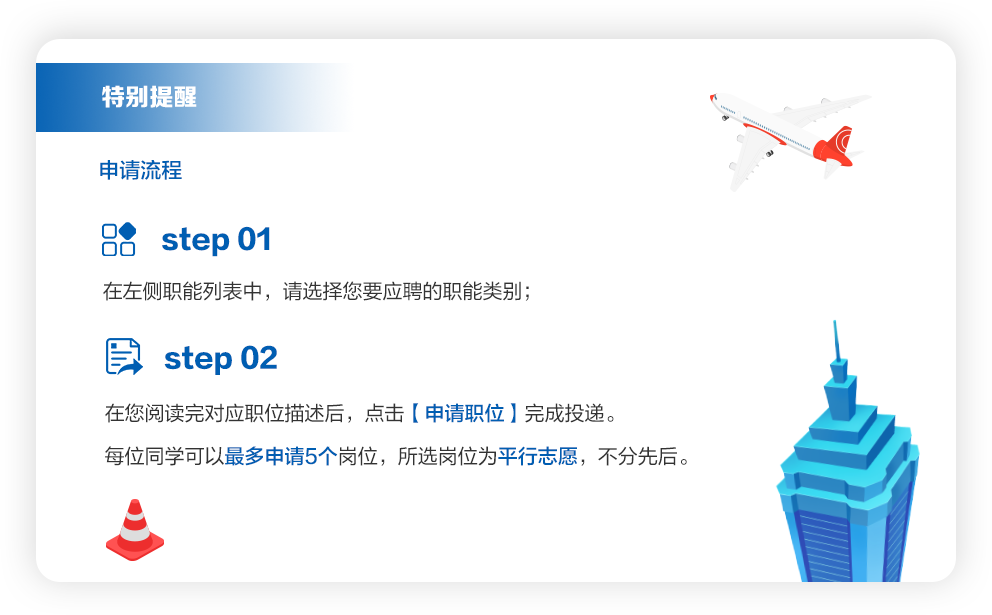 特别提醒
申请流程
step 01
在左侧职能列表中，请选择您要应聘的职能类别；
step 02
在您阅读完对应职位描述后，点击【申请职位】完成投递。
每位同学可以最多申请5个岗位，所选岗位为平行志愿，不分先后。